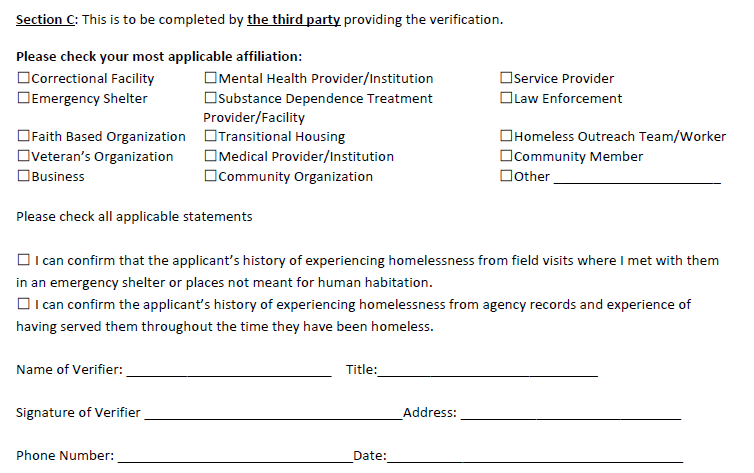 Section C: This is to be completed by the third party providing the verification.
Please check your most applicable affiliation:
☐Correctional Facility ☐Mental Health Provider/Institution ☐Service Provider
☐Emergency Shelter ☐Substance Dependence Treatment ☐Law Enforcement
Provider/Facility
☐Faith Based Organization ☐Transitional Housing ☐Homeless Outreach Team/Worker
☐Veteran’s Organization ☐Medical Provider/Institution ☐Community Member
☐Business ☐Community Organization ☐Other ______________________
Please check all applicable statements
☐ I can confirm that the applicant’s history of experiencing homelessness from field visits where I met with them
in an emergency shelter or places not meant for human habitation.
☐ I can confirm the applicant’s history of experiencing homelessness from agency records and experience of
having served them throughout the time they have been homeless.
Name of Verifier: ___________________________ Title:_____________________________
Signature of Verifier __________________________________Address: _____________________________
Phone Number: _______________________________Date:_______________________________________